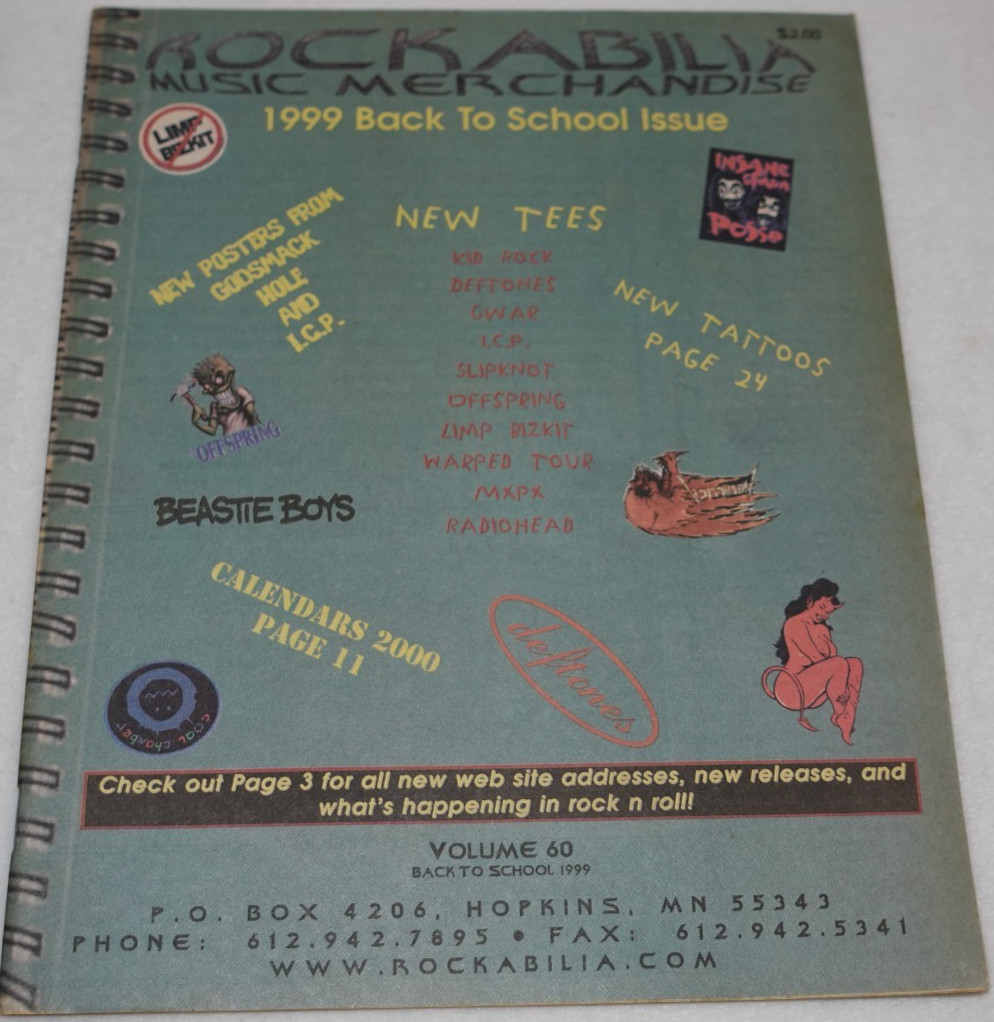 $3.00
ROCKABILIA
MUSIC MERCHANDISE
1999 Back To School Issue
LIMP
BIZKIT
INSANE
Clown
Posse
NEW POSTERS FROM
GODSMACK
HOLE
AND
I.C.P.
NEW TEES
KID ROCK
DEFTONES
GWAR
I.C.P.
SLIPKNOT
OFFSPRING
LIMP BIZKIT
WARPED TOUR
MXPX
RADIOHEAD
NEW TATTOOS
PAGE 24
OFFSPRING
BEASTIE BOYS
CALENDARS 2000
PAGE 11
deftones
coal chamber
Check out Page 3 for all new web site addresses, new releases, and
what's happening in rock n roll!
VOLUME 60
BACK TO SCHOOL 1999
P.O. BOX 4206, HOPKINS, MN 55343
PHONE: 612.942.7895 • FAX: 612.942.5341
WWW.ROCKABILIA.COM